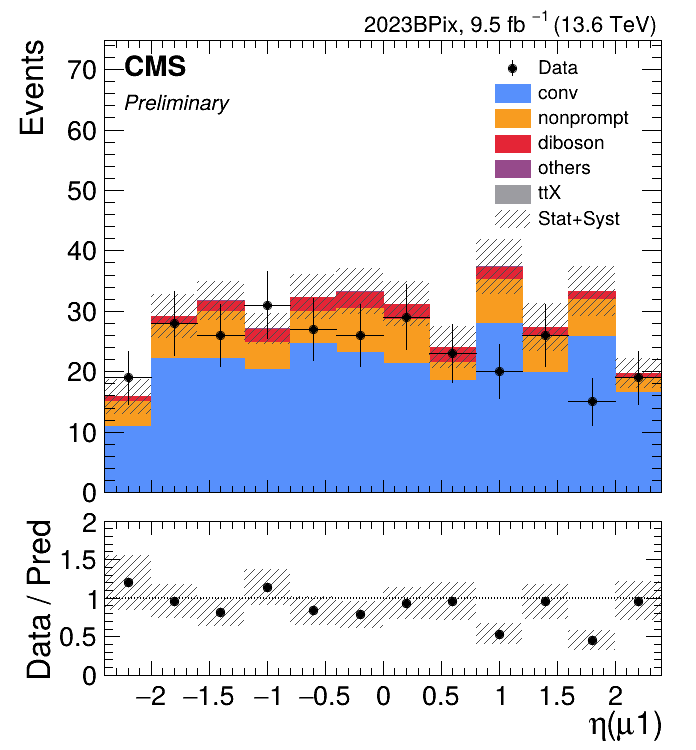 2023BPix, 9.5 fb⁻¹ (13.6 TeV)
CMS
Preliminary
Data
conv
nonprompt
diboson
others
ttX
Stat+Syst
Events
70
60
50
40
30
20
10
0
Data / Pred
2
1.5
1
0.5
0
−2 −1.5 −1 −0.5 0 0.5 1 1.5 2
η(μ1)